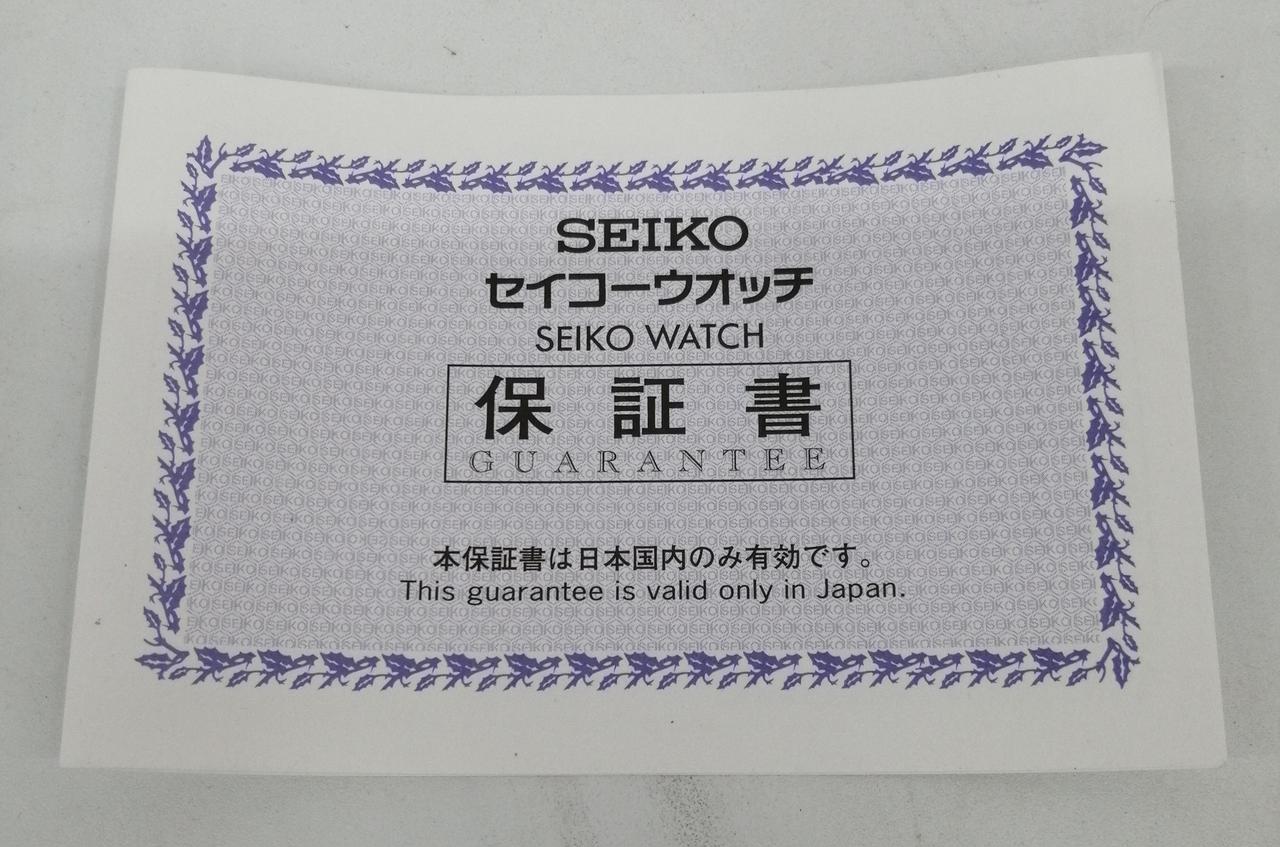 SEIKO
セイコーウオッチ
SEIKO WATCH
保証書
GUARANTEE
本保証書は日本国内のみ有効です。
This guarantee is valid only in Japan.